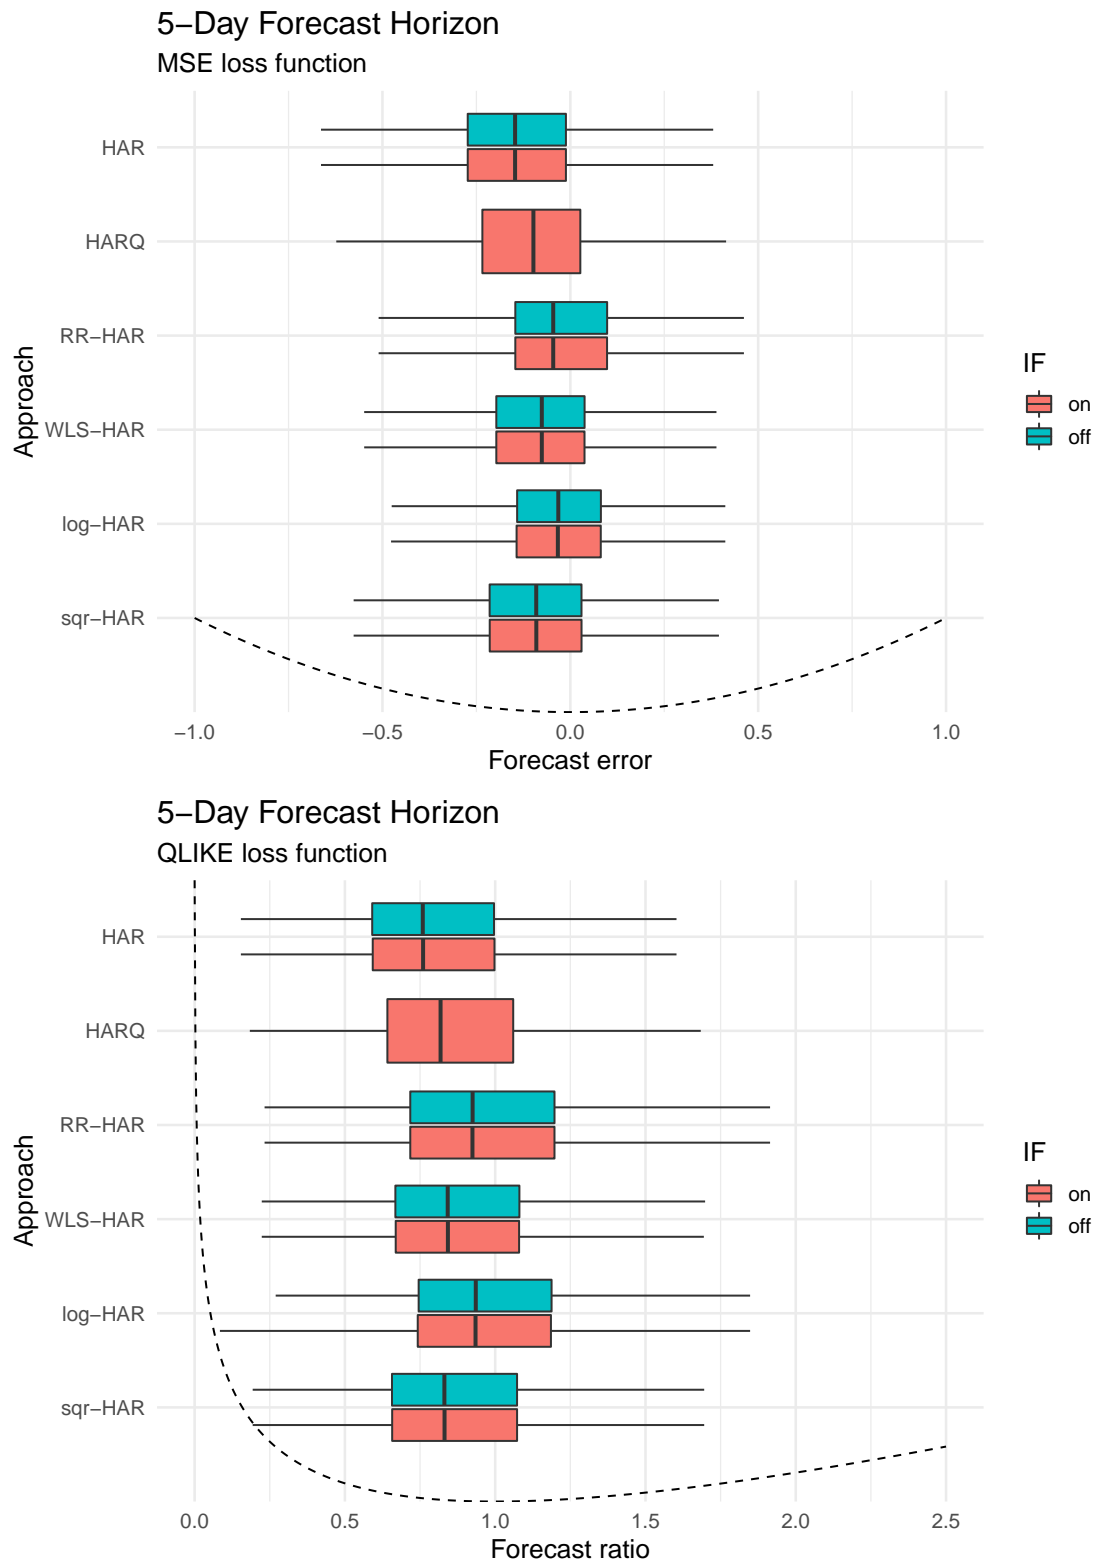 5−Day Forecast Horizon
MSE loss function
HAR
HARQ
RR−HAR
WLS−HAR
log−HAR
sqr−HAR
Approach
−1.0 −0.5 0.0 0.5 1.0
Forecast error
IF
on
off
5−Day Forecast Horizon
QLIKE loss function
HAR
HARQ
RR−HAR
WLS−HAR
log−HAR
sqr−HAR
Approach
0.0 0.5 1.0 1.5 2.0 2.5
Forecast ratio
IF
on
off